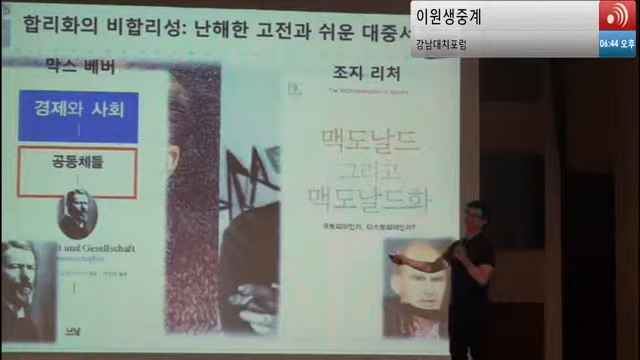 합리화의 비합리성: 난해한 고전과 쉬운 대중서
이원생중계
강남대치포럼
06:44 오후
막스 베버
조지 리처
경제와 사회
공동체들
t und Gesellschaft
맥도날드
그리고
맥도날드화
유토피아인가, 디스토피아인가?
나남